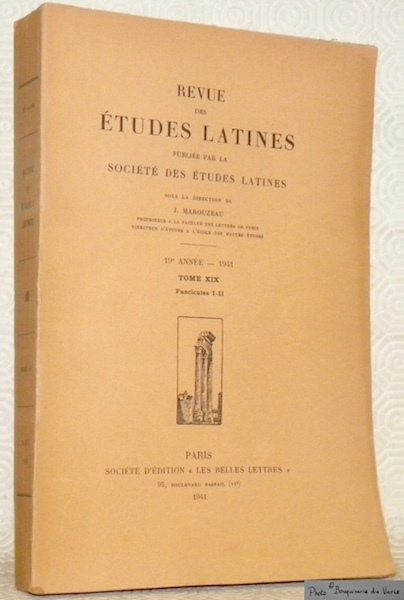 REVUE
DES
ÉTUDES LATINES
PUBLIÉE PAR LA
SOCIÉTÉ DES ÉTUDES LATINES
SOUS LA DIRECTION DE
J. MAROUZEAU
PROFESSEUR A LA FACULTÉ DES LETTRES DE PARIS
DIRECTEUR D'ÉTUDES A L'ÉCOLE DES HAUTES ÉTUDES
19e ANNÉE — 1941
TOME XIX
Fascicules I-II
PARIS
SOCIÉTÉ D'ÉDITION « LES BELLES LETTRES »
95, BOULEVARD RASPAIL (VIe)
1941
Photo © Bouquinerie du Varis